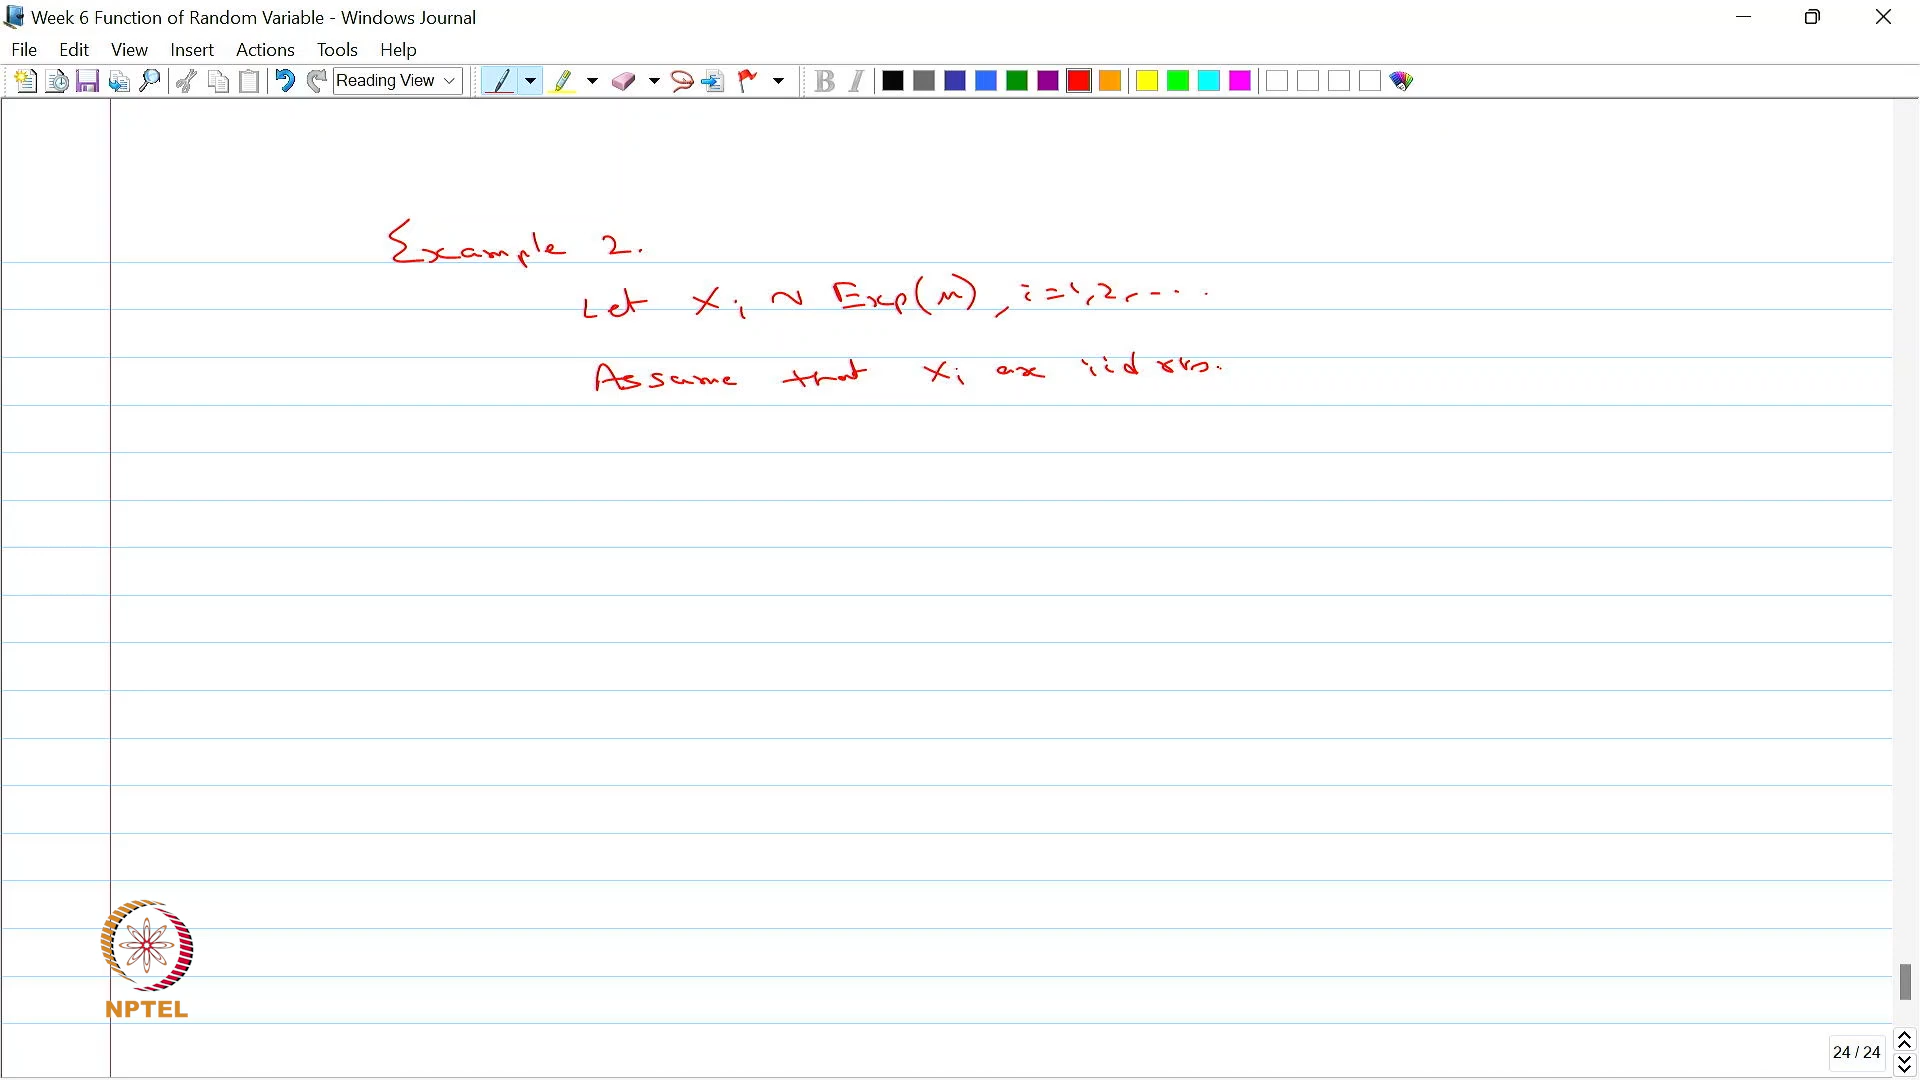 Week 6 Function of Random Variable - Windows Journal
File Edit View Insert Actions Tools Help
Reading View B I
Example 2.
Let Xi ~ Exp(μ), i=1,2,....
Assume that Xi are iid rvs.
NPTEL
24 / 24